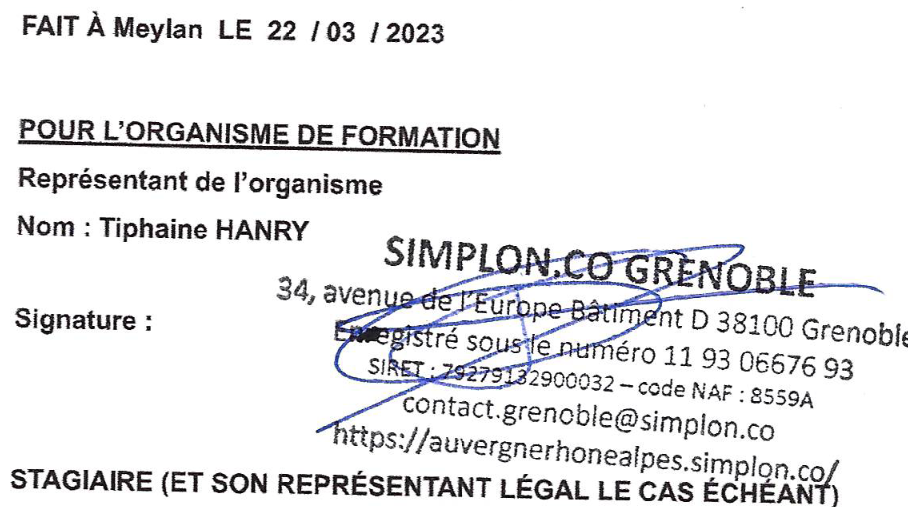 FAIT À Meylan LE 22 / 03 / 2023
POUR L'ORGANISME DE FORMATION
Représentant de l'organisme
Nom : Tiphaine HANRY
SIMPLON.CO GRENOBLE
34, avenue de l'Europe Bâtiment D 38100 Grenoble
Signature :
Enregistré sous le numéro 11 93 06676 93
SIRET : 79279132900032 – code NAF : 8559A
contact.grenoble@simplon.co
https://auvergnerhonealpes.simplon.co/
STAGIAIRE (ET SON REPRÉSENTANT LÉGAL LE CAS ÉCHÉANT)